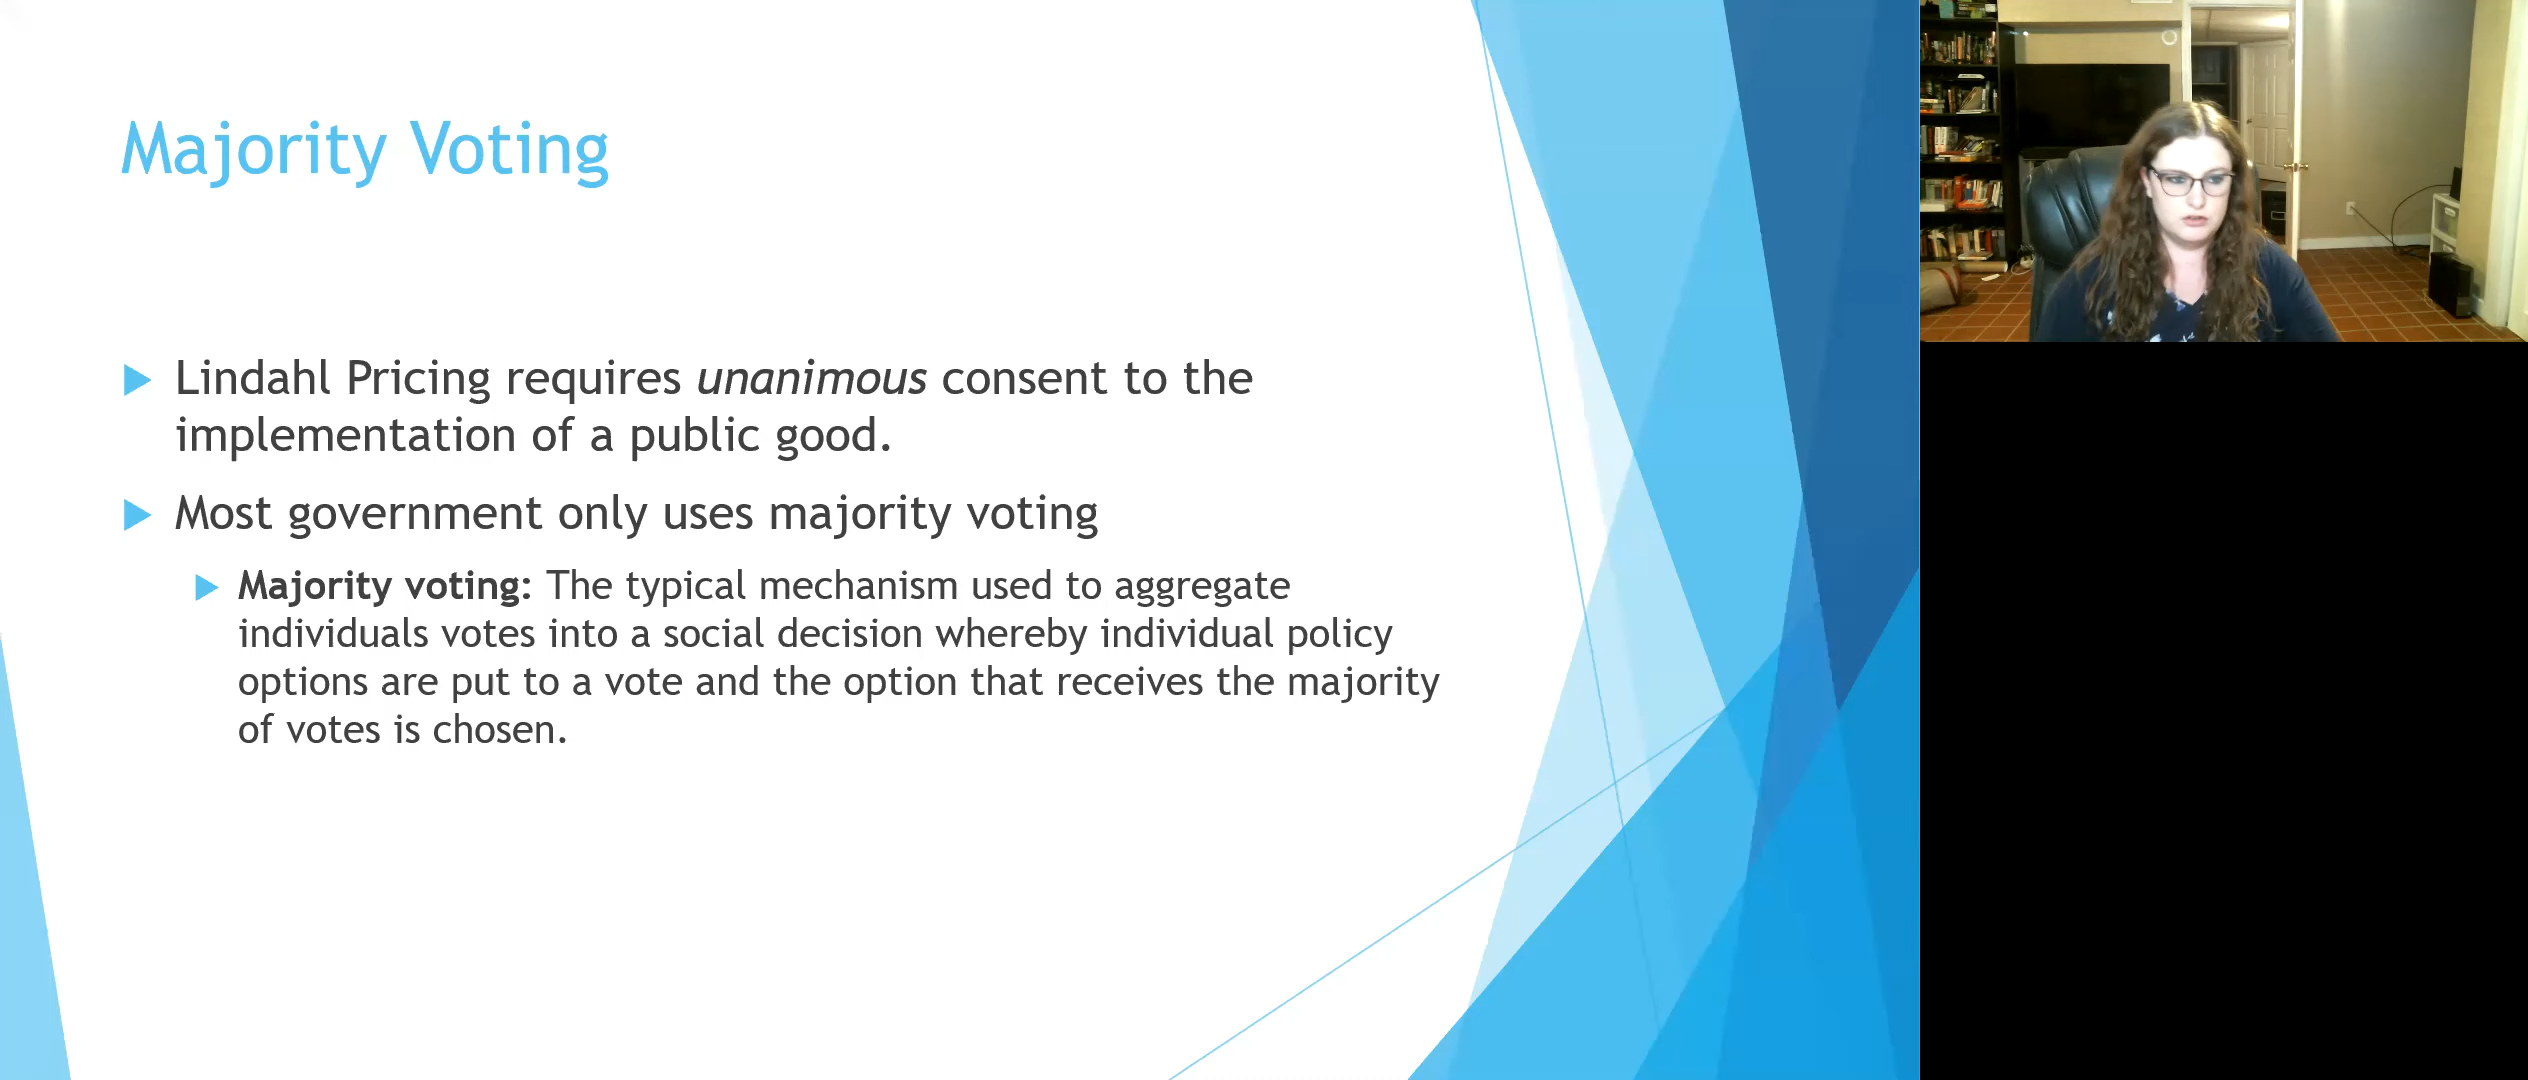 Majority Voting
Lindahl Pricing requires unanimous consent to the
implementation of a public good.
Most government only uses majority voting
Majority voting: The typical mechanism used to aggregate
individuals votes into a social decision whereby individual policy
options are put to a vote and the option that receives the majority
of votes is chosen.